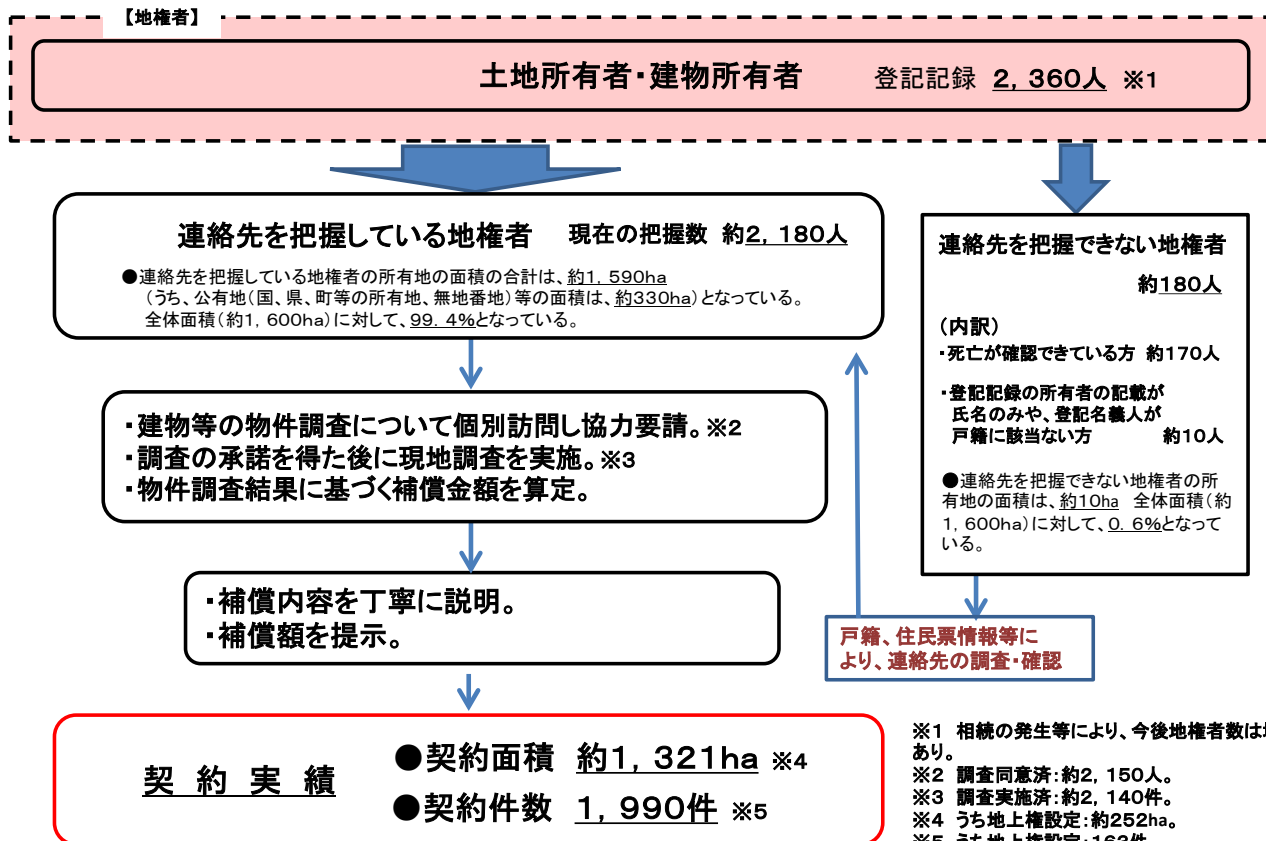 【地権者】
土地所有者・建物所有者 登記記録 2,360人 ※1
連絡先を把握している地権者 現在の把握数 約2,180人
●連絡先を把握している地権者の所有地の面積の合計は、約1,590ha
(うち、公有地(国、県、町等の所有地、無地番地)等の面積は、約330ha)となっている。
全体面積(約1,600ha)に対して、99.4%となっている。
・建物等の物件調査について個別訪問し協力要請。※2
・調査の承諾を得た後に現地調査を実施。※3
・物件調査結果に基づく補償金額を算定。
・補償内容を丁寧に説明。
・補償額を提示。
契 約 実 績
●契約面積 約1,321ha ※4
●契約件数 1,990件 ※5
連絡先を把握できない地権者
約180人
(内訳)
・死亡が確認できている方 約170人
・登記記録の所有者の記載が
氏名のみや、登記名義人が
戸籍に該当ない方 約10人
●連絡先を把握できない地権者の所
有地の面積は、約10ha 全体面積(約
1,600ha)に対して、0.6%となって
いる。
戸籍、住民票情報等に
より、連絡先の調査・確認
※1 相続の発生等により、今後地権者数は
あり。
※2 調査同意済:約2,150人。
※3 調査実施済:約2,140件。
※4 うち地上権設定:約252ha。
※5 うち地上権設定:163件